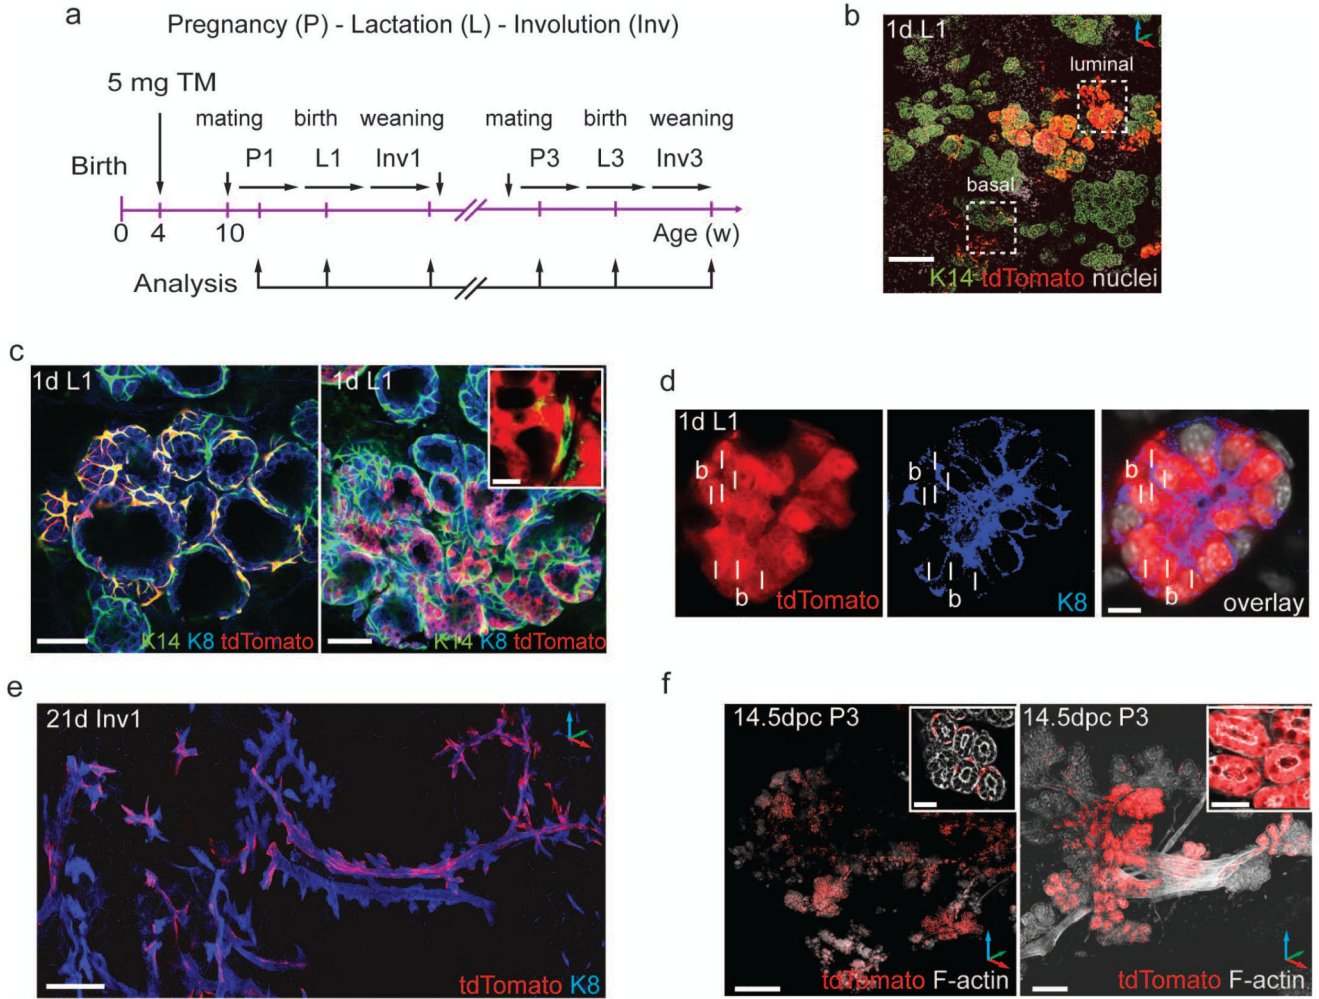 a
Pregnancy (P) - Lactation (L) - Involution (Inv)
5 mg TM
mating birth weaning mating birth weaning
Birth P1 L1 Inv1 P3 L3 Inv3
0 4 10 Age (w)
Analysis
b
1d L1
luminal
basal
K14 tdTomato nuclei
c
1d L1
K14 K8 tdTomato
1d L1
K14 K8 tdTomato
d
1d L1
l
b l
l l
l l l
b
tdTomato
l
b l
l l
l l l
b
K8
l
b l
l l
l l l
b
overlay
e
21d Inv1
tdTomato K8
f
14.5dpc P3
tdTomato F-actin
14.5dpc P3
tdTomato F-actin